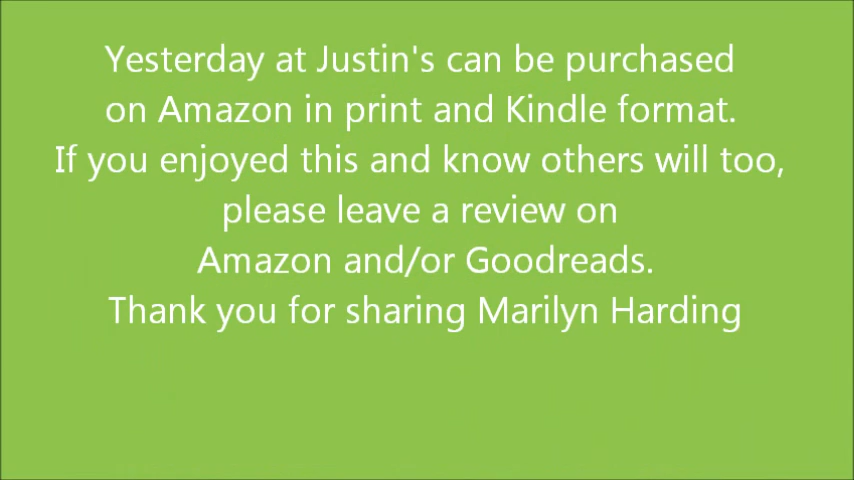 Yesterday at Justin's can be purchased
on Amazon in print and Kindle format.
If you enjoyed this and know others will too,
please leave a review on
Amazon and/or Goodreads.
Thank you for sharing Marilyn Harding